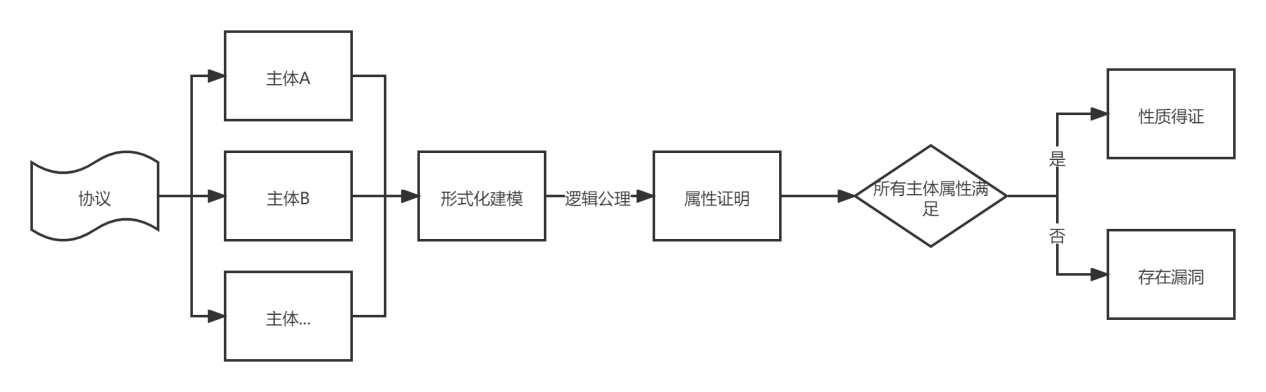 协议
主体A
主体B
主体...
形式化建模
逻辑公理
属性证明
所有主体属性满
足
是
否
性质得证
存在漏洞